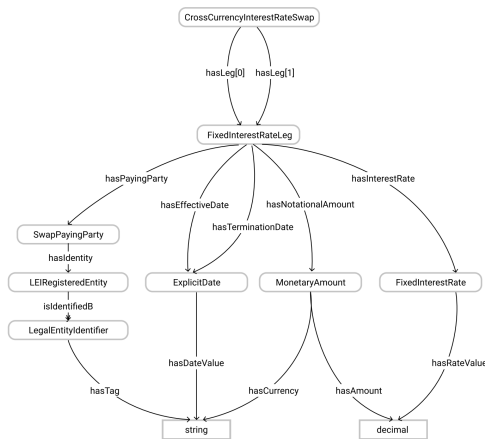 CrossCurrencyInterestRateSwap
hasLeg[0]
hasLeg[1]
FixedInterestRateLeg
hasPayingParty
hasInterestRate
hasEffectiveDate
hasNotationalAmount
hasTerminationDate
SwapPayingParty
hasIdentity
LEIRegisteredEntity
ExplicitDate
MonetaryAmount
FixedInterestRate
isIdentifiedB
LegalEntityIdentifier
hasDateValue
hasRateValue
hasTag
hasCurrency
hasAmount
string
decimal